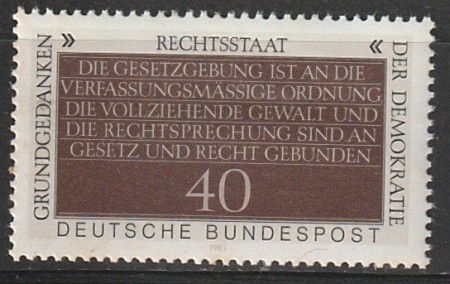 GRUNDGEDANKEN
» RECHTSSTAAT «
DER DEMOKRATIE
DIE GESETZGEBUNG IST AN DIE
VERFASSUNGSMÄSSIGE ORDNUNG,
DIE VOLLZIEHENDE GEWALT UND
DIE RECHTSPRECHUNG SIND AN
GESETZ UND RECHT GEBUNDEN
40
DEUTSCHE BUNDESPOST
1981